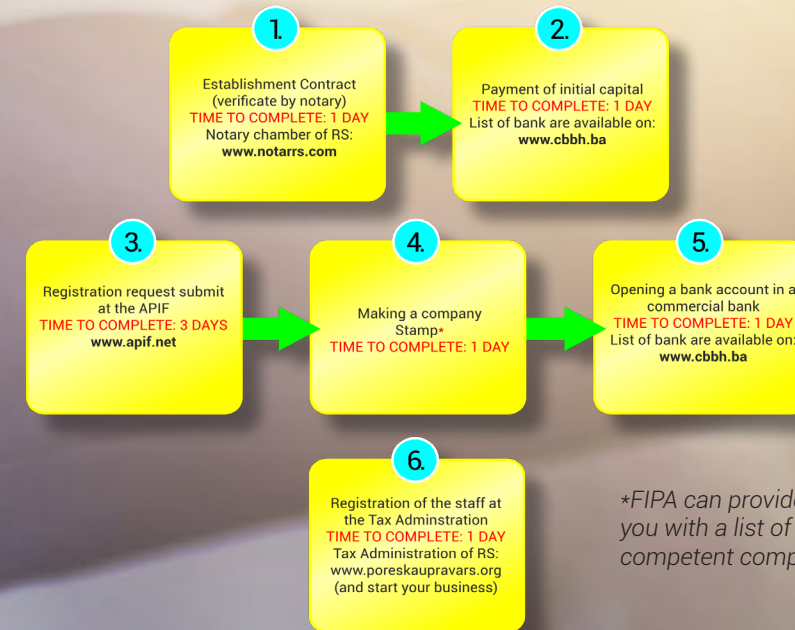 1.
Establishment Contract
(verificate by notary)
TIME TO COMPLETE: 1 DAY
Notary chamber of RS:
www.notarrs.com
2.
Payment of initial capital
TIME TO COMPLETE: 1 DAY
List of bank are available on:
www.cbbh.ba
3.
Registration request submit
at the APIF
TIME TO COMPLETE: 3 DAYS
www.apif.net
4.
Making a company
Stamp*
TIME TO COMPLETE: 1 DAY
5.
Opening a bank account in a
commercial bank
TIME TO COMPLETE: 1 DAY
List of bank are available on:
www.cbbh.ba
6.
Registration of the staff at
the Tax Adminstration
TIME TO COMPLETE: 1 DAY
Tax Administration of RS:
www.poreskaupravars.org
(and start your business)
*FIPA can provide
you with a list of
competent